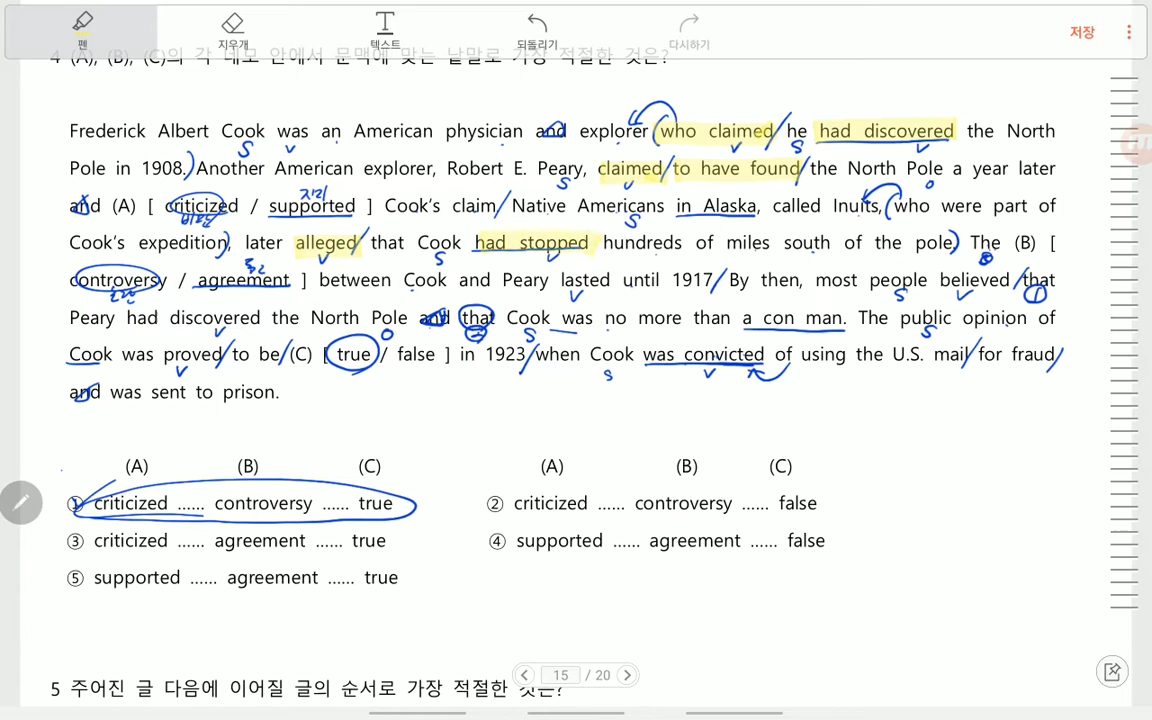 펜
지우개
텍스트
되돌리기
다시하기
저장
4 (A), (B), (C)의 각 네모 안에서 문맥에 맞는 낱말로 가장 적절한 것은?
Frederick Albert Cook was an American physician and explorer who claimed he had discovered the North
Pole in 1908. Another American explorer, Robert E. Peary, claimed to have found the North Pole a year later
and (A) [ criticized / supported ] Cook's claim. Native Americans in Alaska, called Inuits, who were part of
Cook's expedition, later alleged that Cook had stopped hundreds of miles south of the pole. The (B) [
controversy / agreement ] between Cook and Peary lasted until 1917. By then, most people believed that
Peary had discovered the North Pole and that Cook was no more than a con man. The public opinion of
Cook was proved to be (C) [ true / false ] in 1923 when Cook was convicted of using the U.S. mail for fraud
and was sent to prison.
(A) (B) (C) (A) (B) (C)
① criticized …… controversy …… true ② criticized …… controversy …… false
③ criticized …… agreement …… true ④ supported …… agreement …… false
⑤ supported …… agreement …… true
15 / 20
5 주어진 글 다음에 이어질 글의 순서로 가장 적절한 것은?